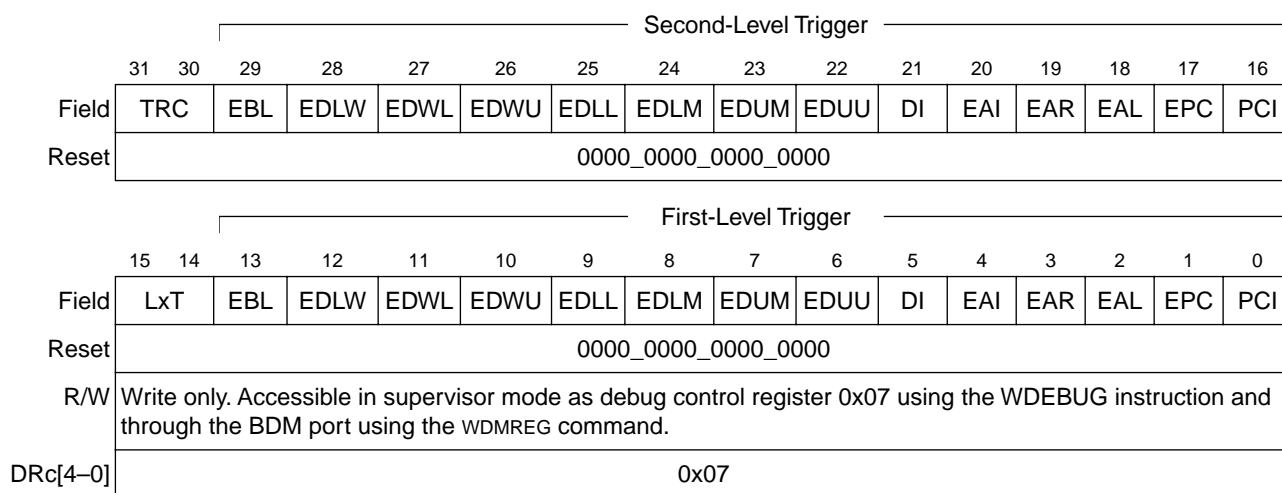 Second-Level Trigger
31 30 29 28 27 26 25 24 23 22 21 20 19 18 17 16
Field TRC EBL EDLW EDWL EDWU EDLL EDLM EDUM EDUU DI EAI EAR EAL EPC PCI
Reset 0000_0000_0000_0000
First-Level Trigger
15 14 13 12 11 10 9 8 7 6 5 4 3 2 1 0
Field LxT EBL EDLW EDWL EDWU EDLL EDLM EDUM EDUU DI EAI EAR EAL EPC PCI
Reset 0000_0000_0000_0000
R/W Write only. Accessible in supervisor mode as debug control register 0x07 using the WDEBUG instruction and
through the BDM port using the WDMREG command.
DRc[4–0] 0x07